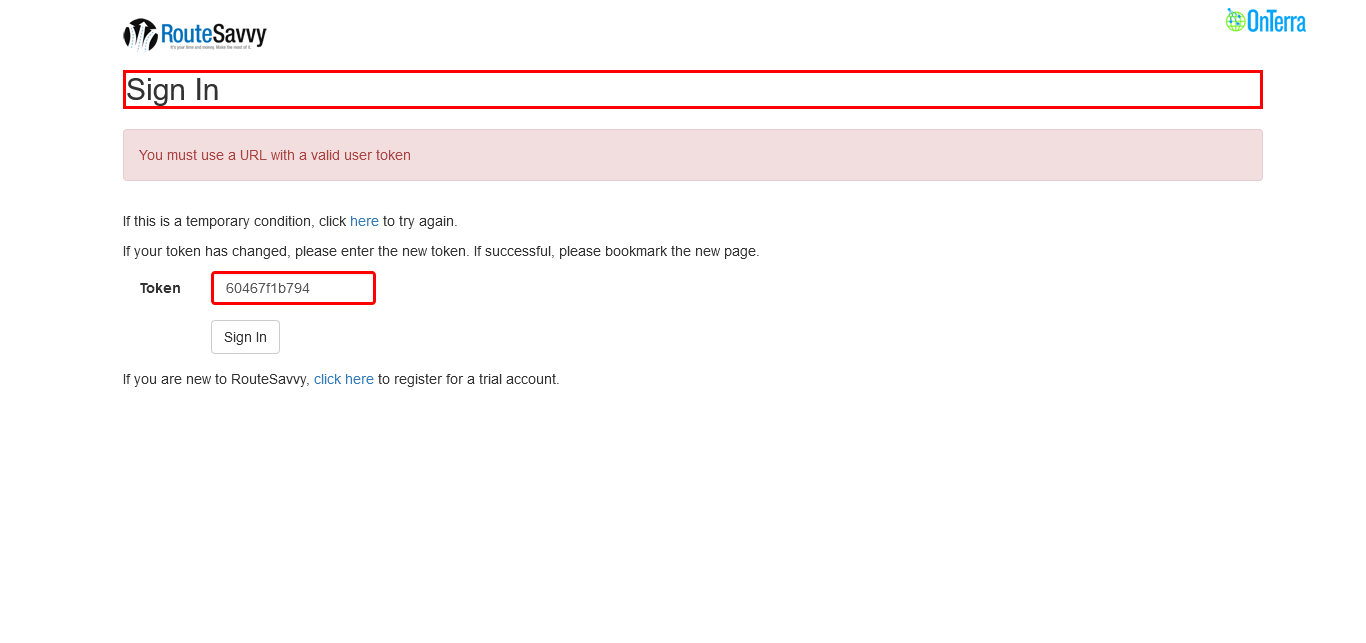 RouteSavvy
It's your time and money. Make the most of it.
OnTerra
Sign In
You must use a URL with a valid user token
If this is a temporary condition, click here to try again.
If your token has changed, please enter the new token. If successful, please bookmark the new page.
Token
60467f1b794
Sign In
If you are new to RouteSavvy, click here to register for a trial account.